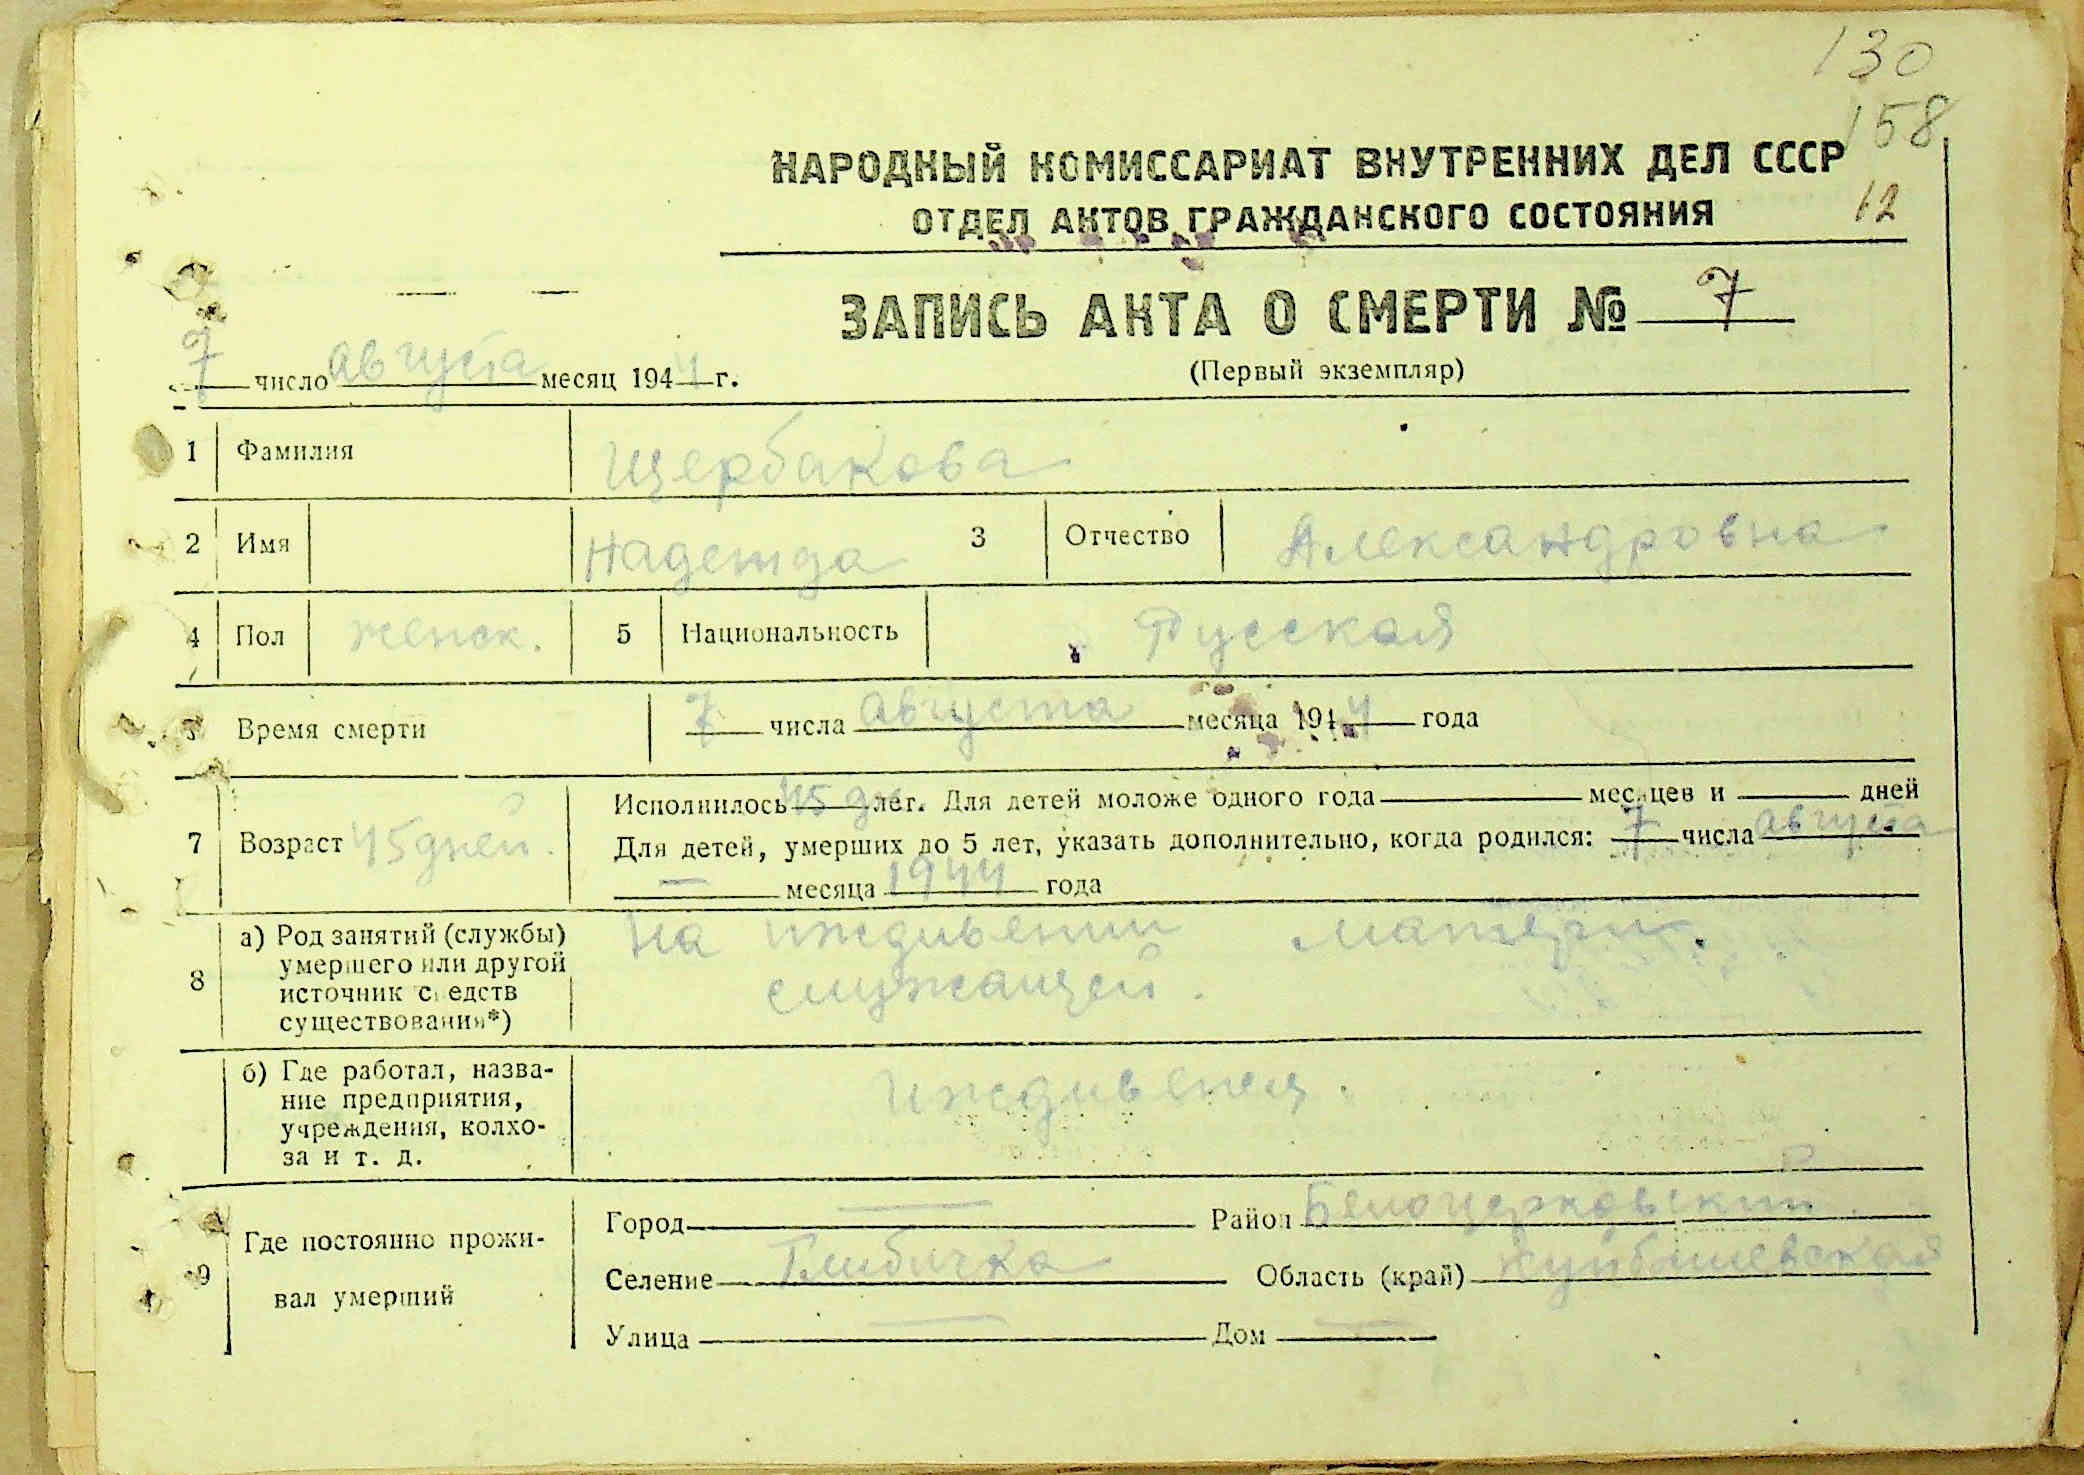 130
158
НАРОДНЫЙ КОМИССАРИАТ ВНУТРЕННИХ ДЕЛ СССР
12
ОТДЕЛ АКТОВ ГРАЖДАНСКОГО СОСТОЯНИЯ
ЗАПИСЬ АКТА О СМЕРТИ № 7
(Первый экземпляр)
7 число августа месяц 1944 г.
1 Фамилия Щербакова
2 Имя Надежда 3 Отчество Александровна
4 Пол женск. 5 Национальность Русская
Время смерти 7 числа августа месяца 1944 года
7 Возраст 45 дней. Исполнилось 45 дн лет. Для детей моложе одного года — месяцев и — дней
Для детей, умерших до 5 лет, указать дополнительно, когда родился: 7 числа августа
— месяца 1944 года
8 а) Род занятий (службы) умершего или другой источник средств существования*) На иждивении матери.
служащей.
б) Где работал, назва-
ние предприятия,
учреждения, колхо-
за и т. д.
иждивенец.
9 Где постоянно прожи-
вал умерший
Город — Район Белоцерковский
Селение Область (край) Куйбышевская
Улица — Дом —